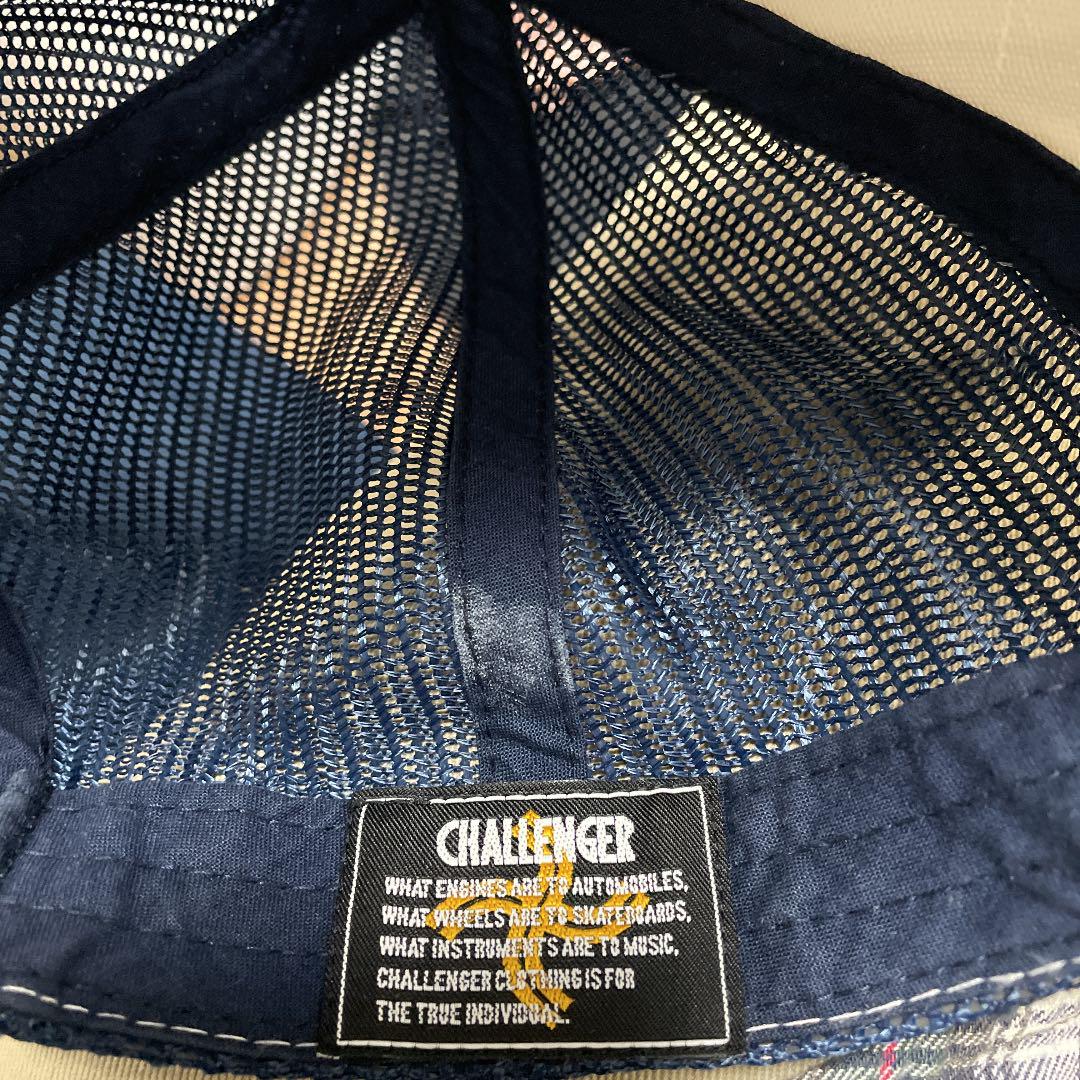 CHALLENGER
WHAT ENGINES ARE TO AUTOMOBILES,
WHAT WHEELS ARE TO SKATEBOARDS,
WHAT INSTRUMENTS ARE TO MUSIC,
CHALLENGER CLOTHING IS FOR
THE TRUE INDIVIDUAL.